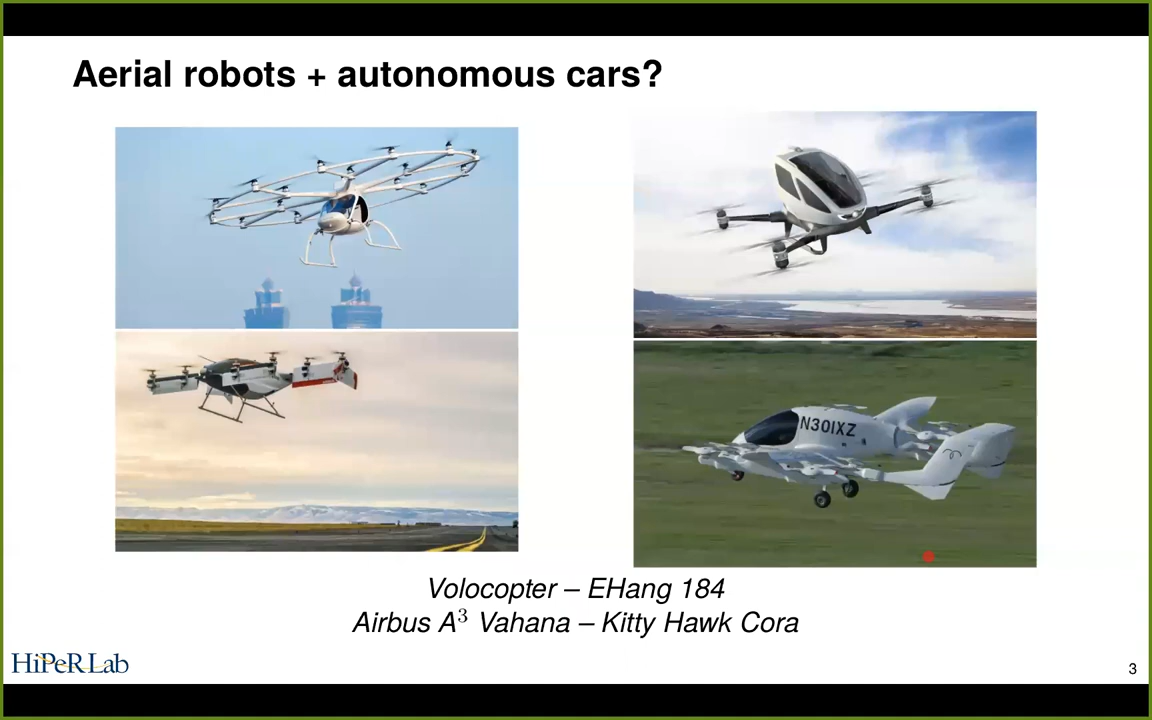 Aerial robots + autonomous cars?
N301XZ
Volocopter – EHang 184
Airbus A³ Vahana – Kitty Hawk Cora
HiPeRLab
3